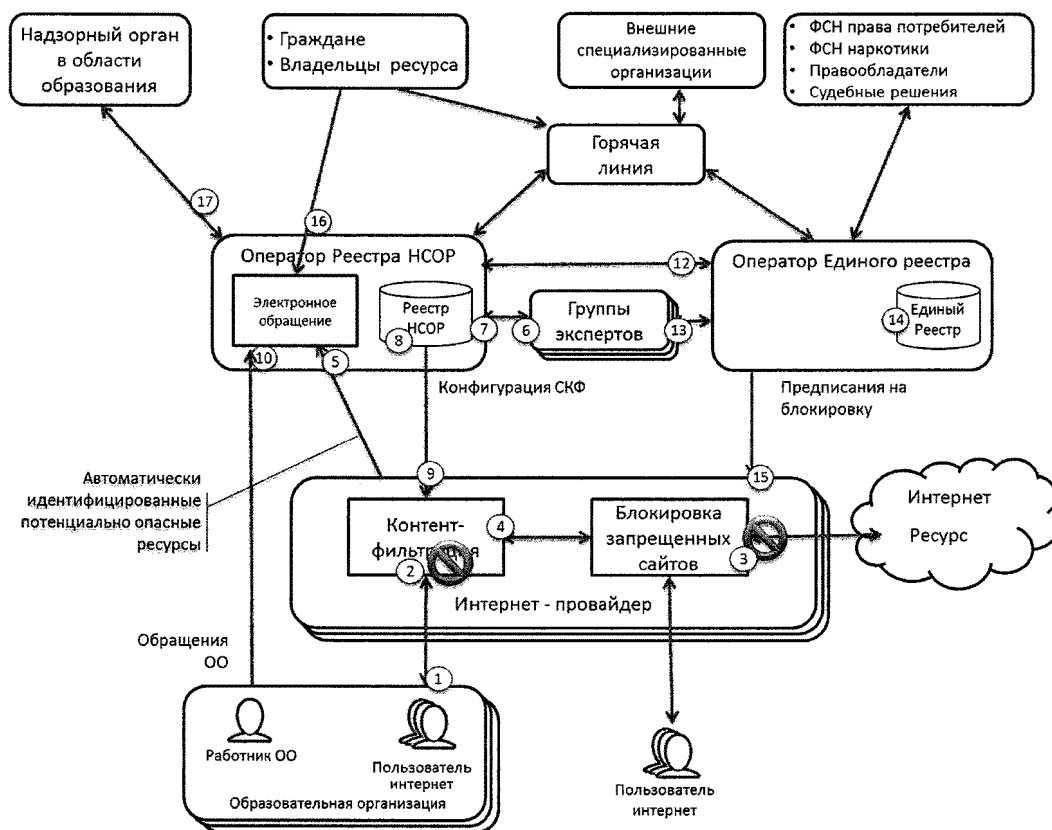 Надзорный орган
в области
образования
• Граждане
• Владельцы ресурса
Внешние
специализированные
организации
• ФСН права потребителей
• ФСН наркотики
• Правообладатели
• Судебные решения
Горячая
линия
17
16
Оператор Реестра НСОР
12
Оператор Единого реестра
Электронное
обращение
Реестр
НСОР
8
7
6
Группы
экспертов
13
14
Единый
Реестр
10
5
Конфигурация СКФ
Предписания на
блокировку
Автоматически
идентифицированные
потенциально опасные
ресурсы
9
15
Контент-
фильтрация
2
4
Блокировка
запрещенных
сайтов
3
Интернет
Ресурс
Интернет - провайдер
Обращения
ОО
1
Работник ОО
Пользователь
интернет
Образовательная организация
Пользователь
интернет